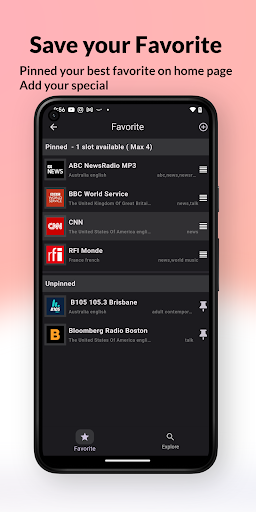 Save your Favorite
Pinned your best favorite on home page
Add your special
Favorite
Pinned - 1 slot available ( Max 4)
NEWS
ABC NewsRadio MP3
Australia english
abc,news,newsr...
BBC World Service
The United Kingdom Of Great Britai...
news,talk
CNN
CNN
The United States Of America engli...
news
rfi
RFI Monde
France french
news,world music
Unpinned
B105 105.3 Brisbane
Australia english
adult contempor...
B
Bloomberg Radio Boston
The United States Of America engli...
talk
Favorite
Explore